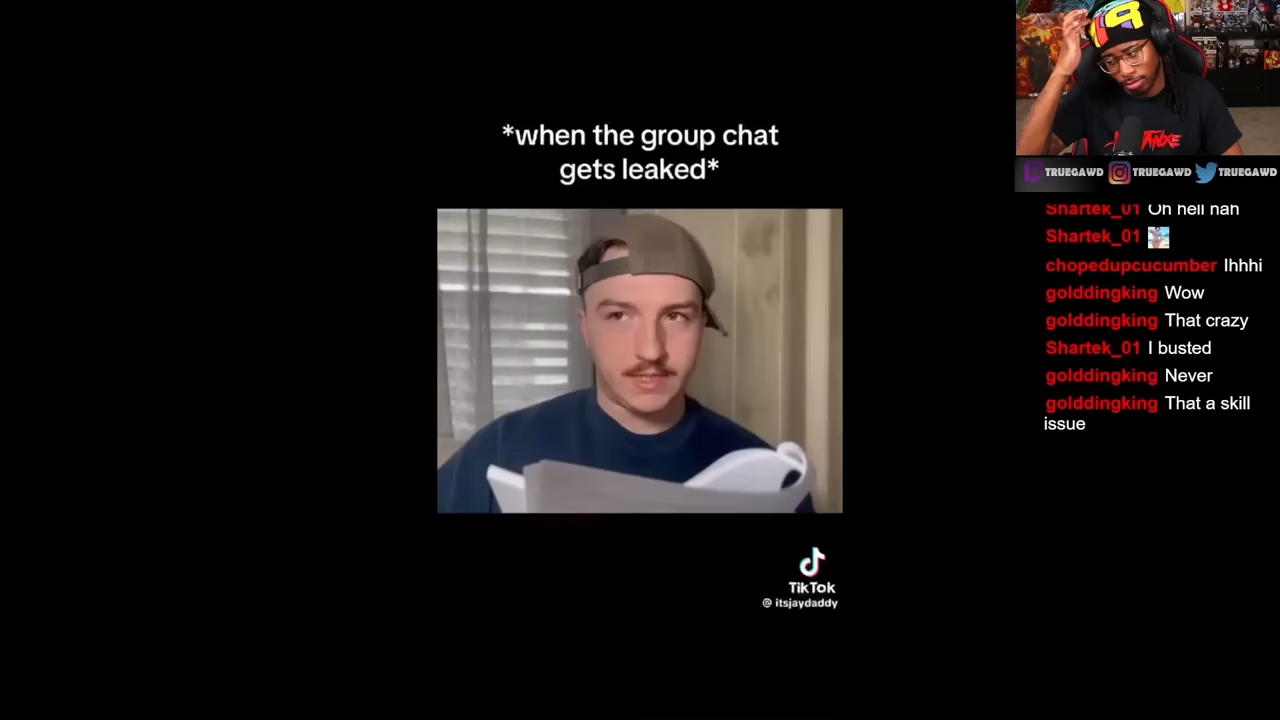 *when the group chat
gets leaked*
TikTok
@ itsjaydaddy
TRUEGAWD TRUEGAWD TRUEGAWD
Shartek_01 Oh hell nah
Shartek_01
chopedupcucumber Ihhhi
golddingking Wow
golddingking That crazy
Shartek_01 I busted
golddingking Never
golddingking That a skill
issue